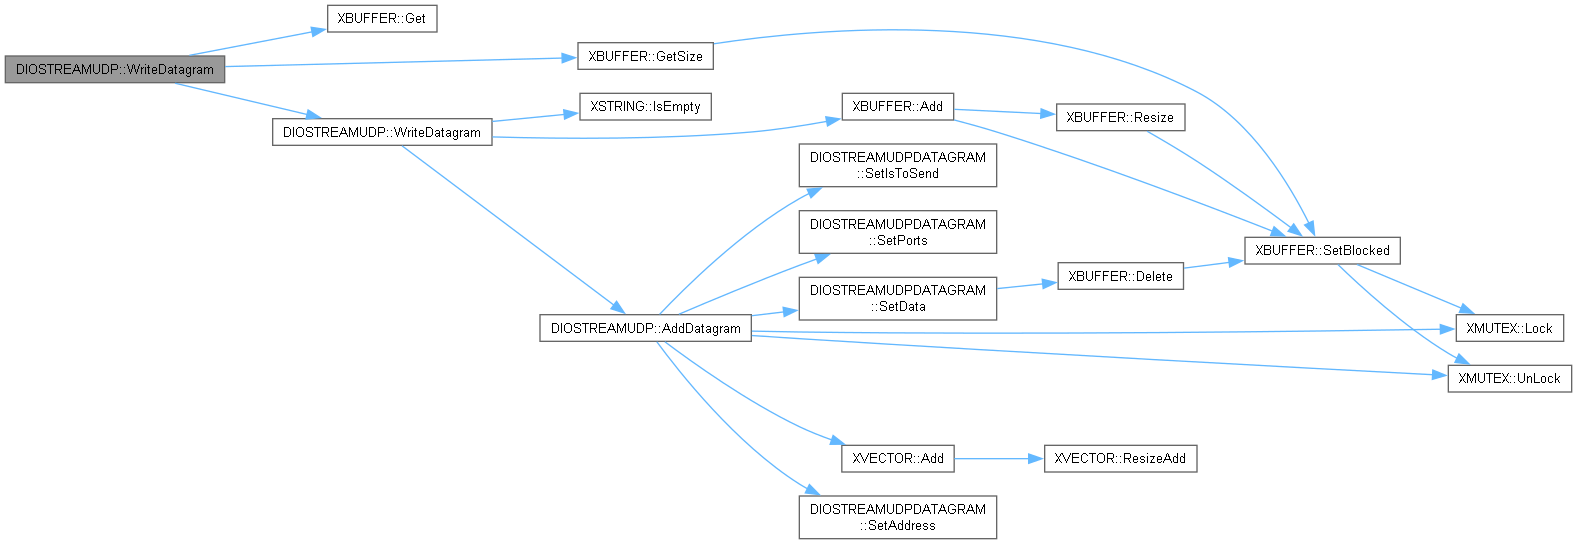 XBUFFER::Get
XBUFFER::GetSize
DIOSTREAMUDP::WriteDatagram
XSTRING::IsEmpty
XBUFFER::Add
XBUFFER::Resize
DIOSTREAMUDP::WriteDatagram
DIOSTREAMUDPDATAGRAM
::SetIsToSend
DIOSTREAMUDPDATAGRAM
::SetPorts
XBUFFER::SetBlocked
XBUFFER::Delete
DIOSTREAMUDPDATAGRAM
::SetData
DIOSTREAMUDP::AddDatagram
XMUTEX::Lock
XMUTEX::UnLock
XVECTOR::Add
XVECTOR::ResizeAdd
DIOSTREAMUDPDATAGRAM
::SetAddress